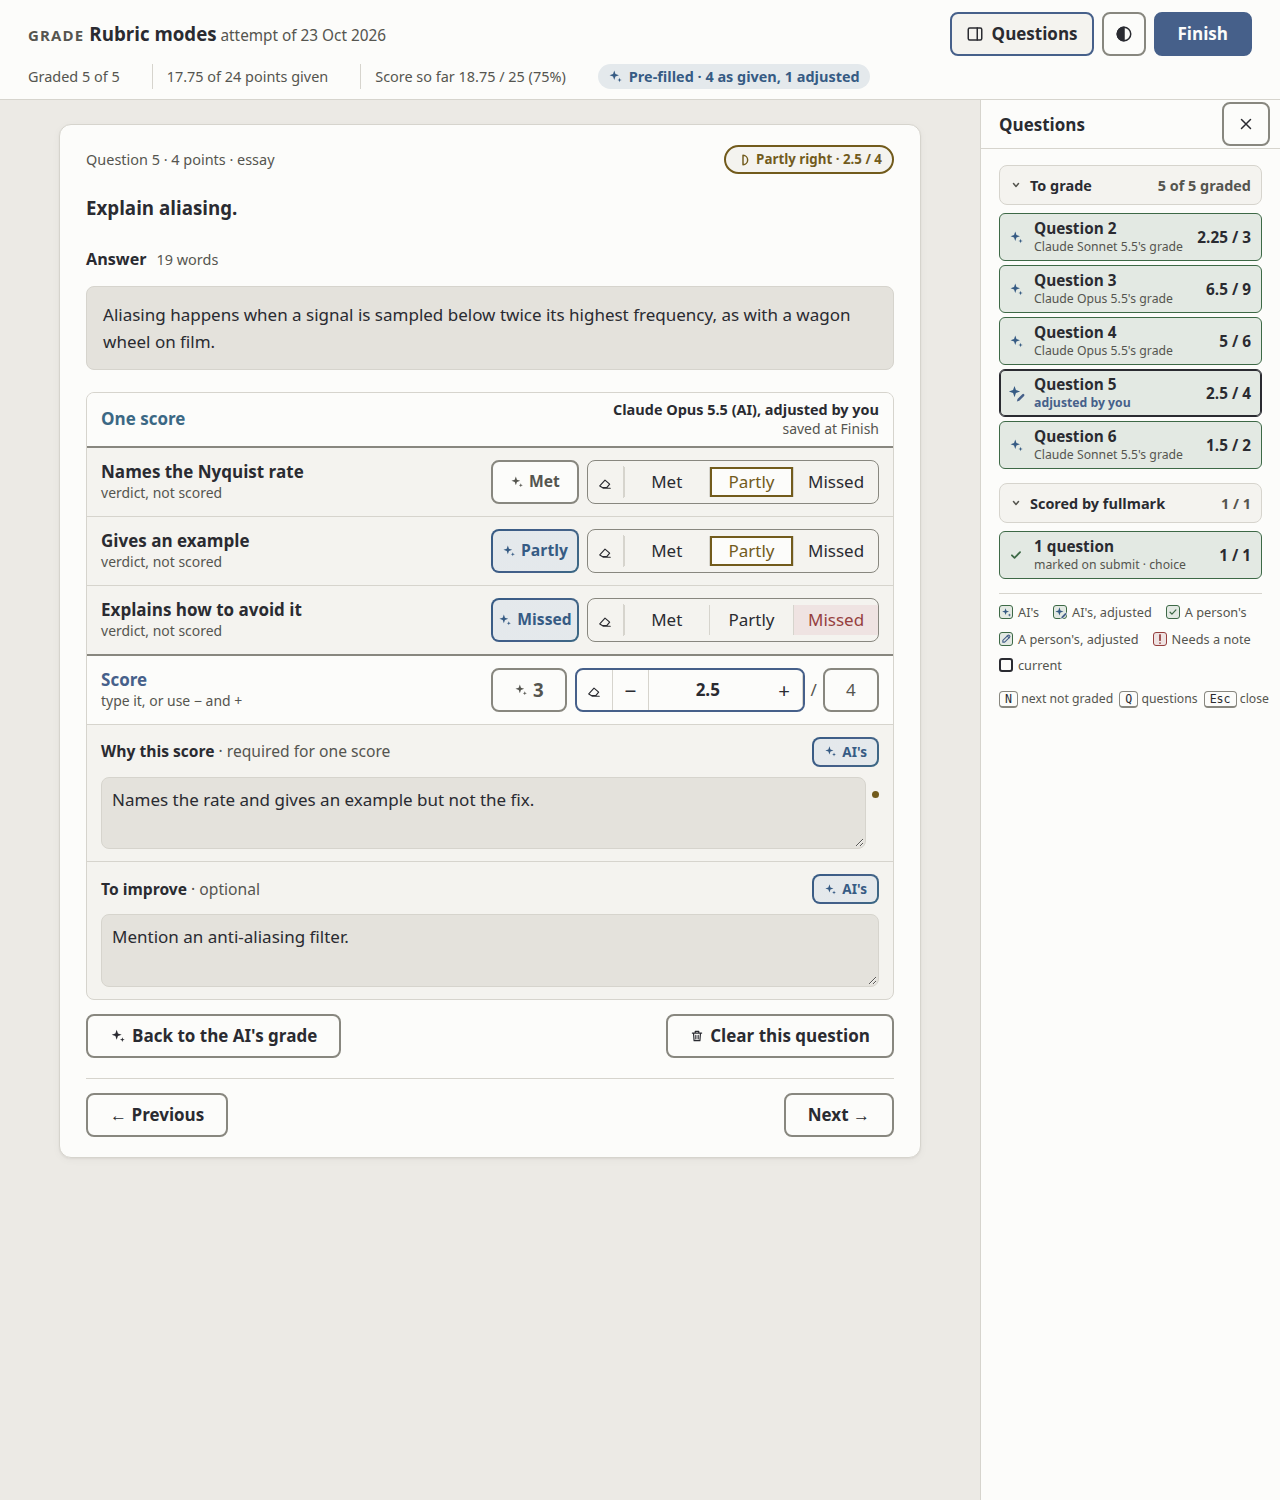 GRADE Rubric modes attempt of 23 Oct 2026
Questions
Finish
Graded 5 of 5
17.75 of 24 points given
Score so far 18.75 / 25 (75%)
Pre-filled · 4 as given, 1 adjusted
Question 5 · 4 points · essay
Partly right · 2.5 / 4
Explain aliasing.
Answer 19 words
Aliasing happens when a signal is sampled below twice its highest frequency, as with a wagon
wheel on film.
One score
Claude Opus 5.5 (AI), adjusted by you
saved at Finish
Names the Nyquist rate
verdict, not scored
Met
Met Partly Missed
Gives an example
verdict, not scored
Partly
Met Partly Missed
Explains how to avoid it
verdict, not scored
Missed
Met Partly Missed
Score
type it, or use − and +
3
− 2.5 + / 4
Why this score · required for one score
AI's
Names the rate and gives an example but not the fix.
To improve · optional
AI's
Mention an anti-aliasing filter.
Back to the AI's grade
Clear this question
← Previous
Next →
Questions
To grade
5 of 5 graded
Question 2
Claude Sonnet 5.5's grade
2.25 / 3
Question 3
Claude Opus 5.5's grade
6.5 / 9
Question 4
Claude Opus 5.5's grade
5 / 6
Question 5
adjusted by you
2.5 / 4
Question 6
Claude Sonnet 5.5's grade
1.5 / 2
Scored by fullmark
1 / 1
1 question
marked on submit · choice
1 / 1
AI's AI's, adjusted A person's
A person's, adjusted Needs a note
current
N next not graded Q questions Esc close